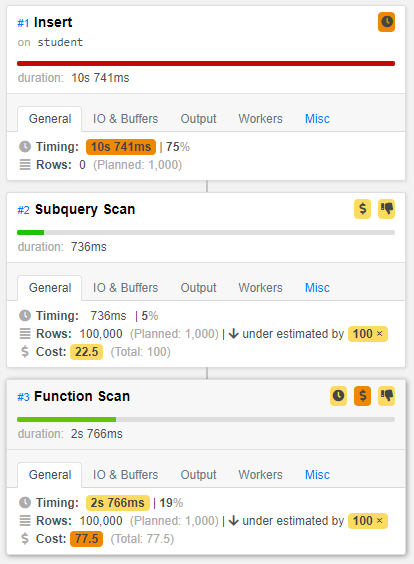 #1 Insert
on student
duration: 10s 741ms
General IO & Buffers Output Workers Misc
Timing: 10s 741ms | 75%
Rows: 0 (Planned: 1,000)
#2 Subquery Scan $
duration: 736ms
General IO & Buffers Output Workers Misc
Timing: 736ms | 5%
Rows: 100,000 (Planned: 1,000) | under estimated by 100 ×
$ Cost: 22.5 (Total: 100)
#3 Function Scan $
duration: 2s 766ms
General IO & Buffers Output Workers Misc
Timing: 2s 766ms | 19%
Rows: 100,000 (Planned: 1,000) | under estimated by 100 ×
$ Cost: 77.5 (Total: 77.5)